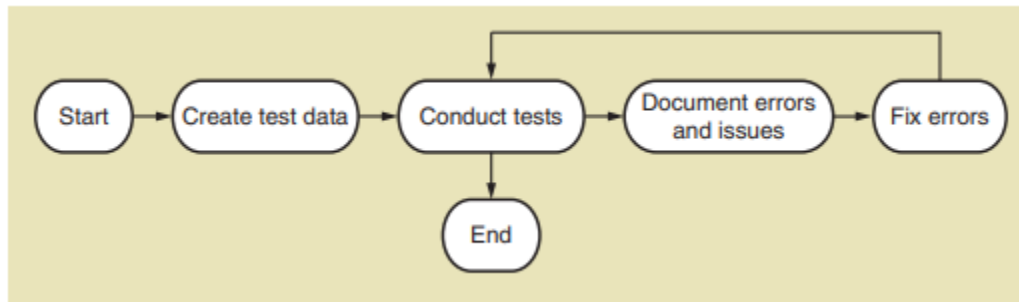 Start
Create test data
Conduct tests
Document errors
and issues
Fix errors
End